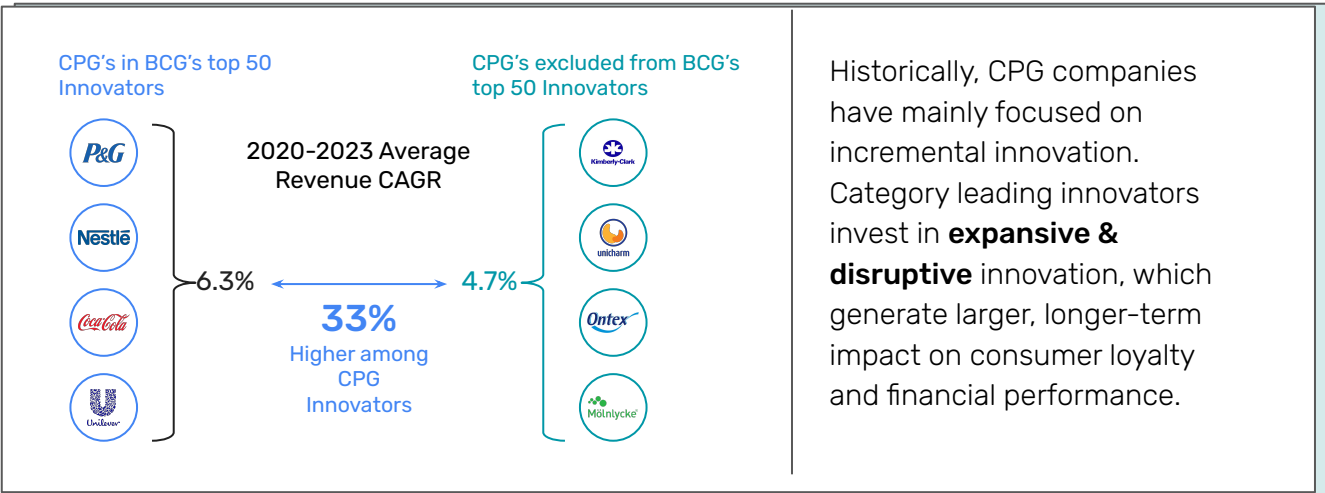 CPG's in BCG's top 50
Innovators
P&G
Nestlé
Coca-Cola
Unilever
2020-2023 Average
Revenue CAGR
6.3%
4.7%
33%
Higher among
CPG
Innovators
CPG's excluded from BCG's
top 50 Innovators
Kimberly-Clark
unicharm
Ontex
Mölnlycke®
Historically, CPG companies
have mainly focused on
incremental innovation.
Category leading innovators
invest in expansive &
disruptive innovation, which
generate larger, longer-term
impact on consumer loyalty
and financial performance.